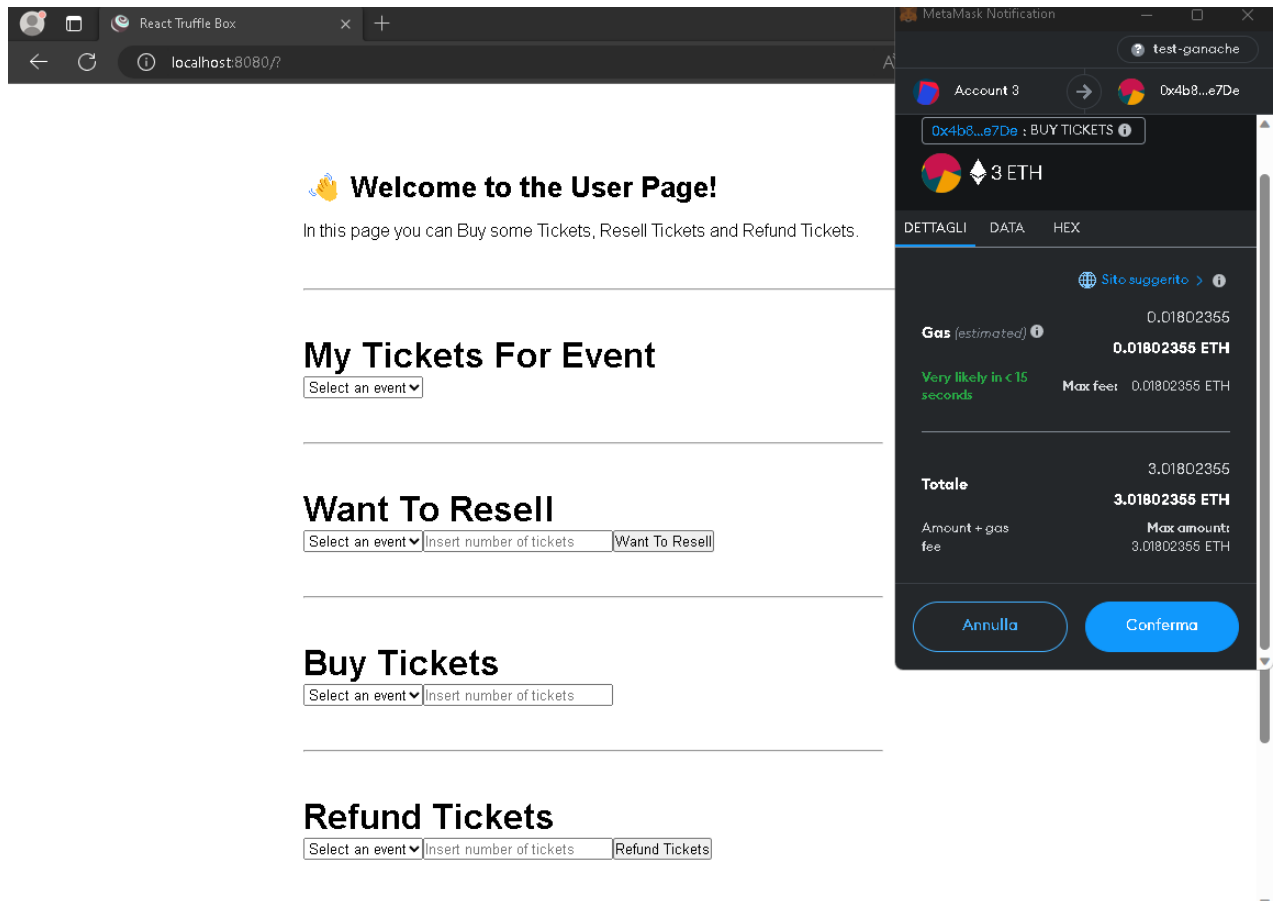 React Truffle Box
localhost:8080/?
👋 Welcome to the User Page!
In this page you can Buy some Tickets, Resell Tickets and Refund Tickets.
My Tickets For Event
Select an event
Want To Resell
Select an event Insert number of tickets Want To Resell
Buy Tickets
Select an event Insert number of tickets
Refund Tickets
Select an event Insert number of tickets Refund Tickets
MetaMask Notification
test-ganache
Account 3 0x4b8...e7De
0x4b8...e7De : BUY TICKETS
3 ETH
DETTAGLI DATA HEX
Sito suggerito >
0.01802355
Gas (estimated) 0.01802355 ETH
Very likely in < 15
seconds
Max fee: 0.01802355 ETH
3.01802355
Totale 3.01802355 ETH
Amount + gas
fee
Max amount:
3.01802355 ETH
Annulla Conferma